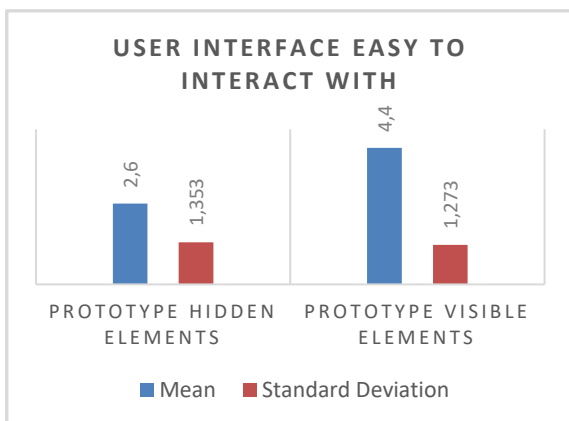 USER INTERFACE EASY TO
INTERACT WITH
2,6
1,353
4,4
1,273
PROTOTYPE HIDDEN
ELEMENTS
PROTOTYPE VISIBLE
ELEMENTS
Mean
Standard Deviation